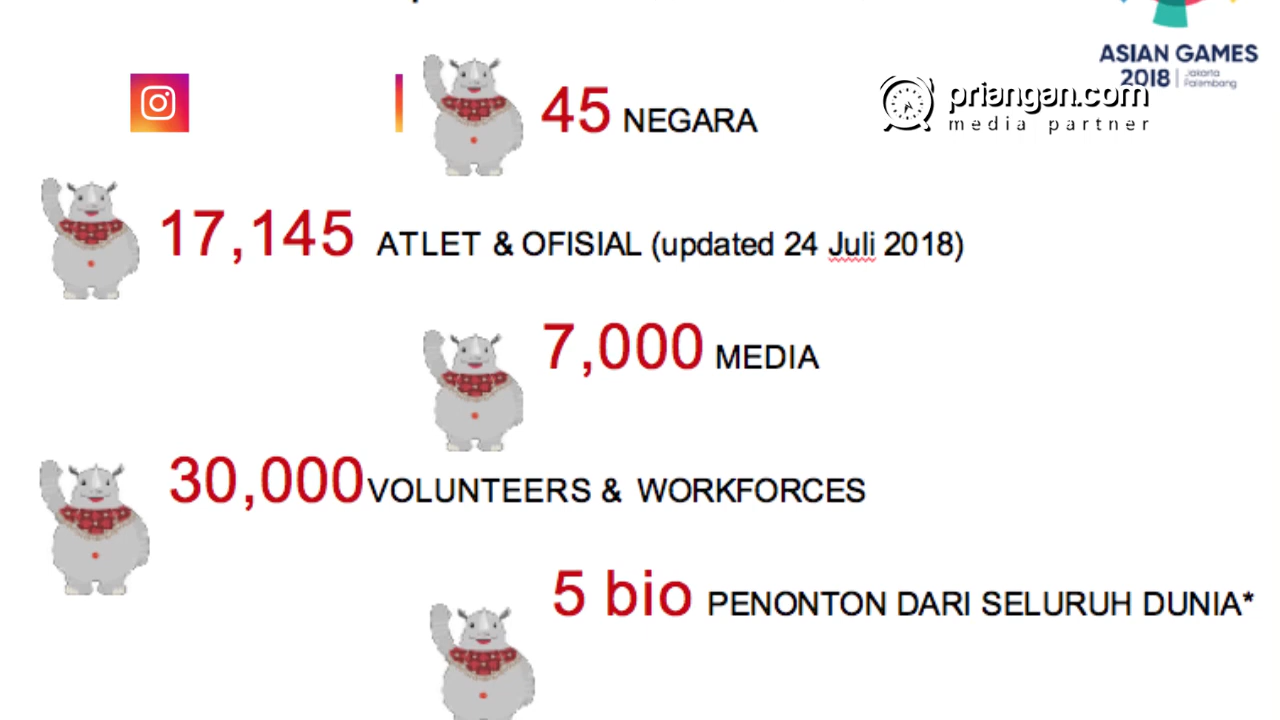 ASIAN GAMES
2018 | Jakarta
Palembang
45 NEGARA
priangan.com
media partner
17,145 ATLET & OFISIAL (updated 24 Juli 2018)
7,000 MEDIA
30,000 VOLUNTEERS & WORKFORCES
5 bio PENONTON DARI SELURUH DUNIA*